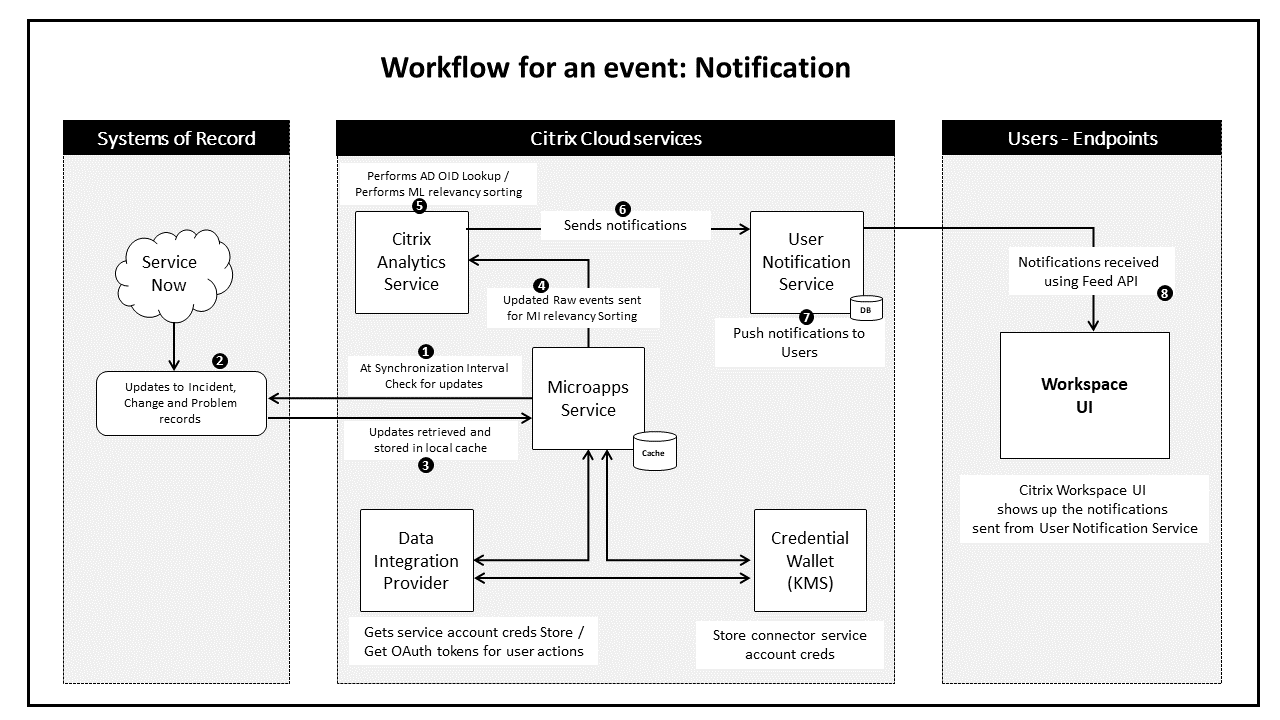 Workflow for an event: Notification
Systems of Record
Service
Now
2
Updates to Incident,
Change and Problem
records
Citrix Cloud services
Performs AD OID Lookup /
Performs ML relevancy sorting
5
Citrix
Analytics
Service
6
Sends notifications
User
Notification
Service
DB
4
Updated Raw events sent
for MI relevancy Sorting
7
Push notifications to
Users
1
At Synchronization Interval
Check for updates
Microapps
Service
Cache
Updates retrieved and
stored in local cache
3
Data
Integration
Provider
Credential
Wallet
(KMS)
Gets service account creds Store /
Get OAuth tokens for user actions
Store connector service
account creds
Users - Endpoints
Notifications received
using Feed API
8
Workspace
UI
Citrix Workspace UI
shows up the notifications
sent from User Notification Service